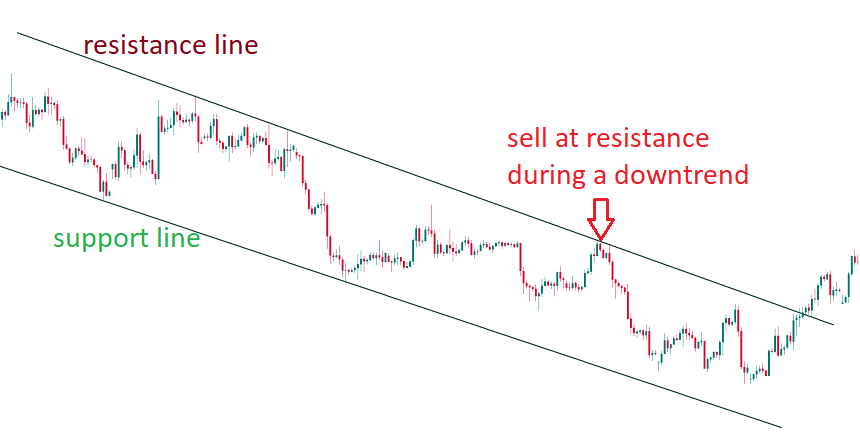 resistance line
sell at resistance
during a downtrend
support line